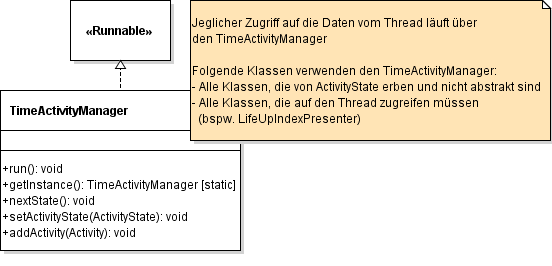 «Runnable»
Jeglicher Zugriff auf die Daten vom Thread läuft über
den TimeActivityManager
Folgende Klassen verwenden den TimeActivityManager:
- Alle Klassen, die von ActivityState erben und nicht abstrakt sind
- Alle Klassen, die auf den Thread zugreifen müssen
(bspw. LifeUpIndexPresenter)
TimeActivityManager
+run(): void
+getInstance(): TimeActivityManager [static]
+nextState(): void
+setActivityState(ActivityState): void
+addActivity(Activity): void